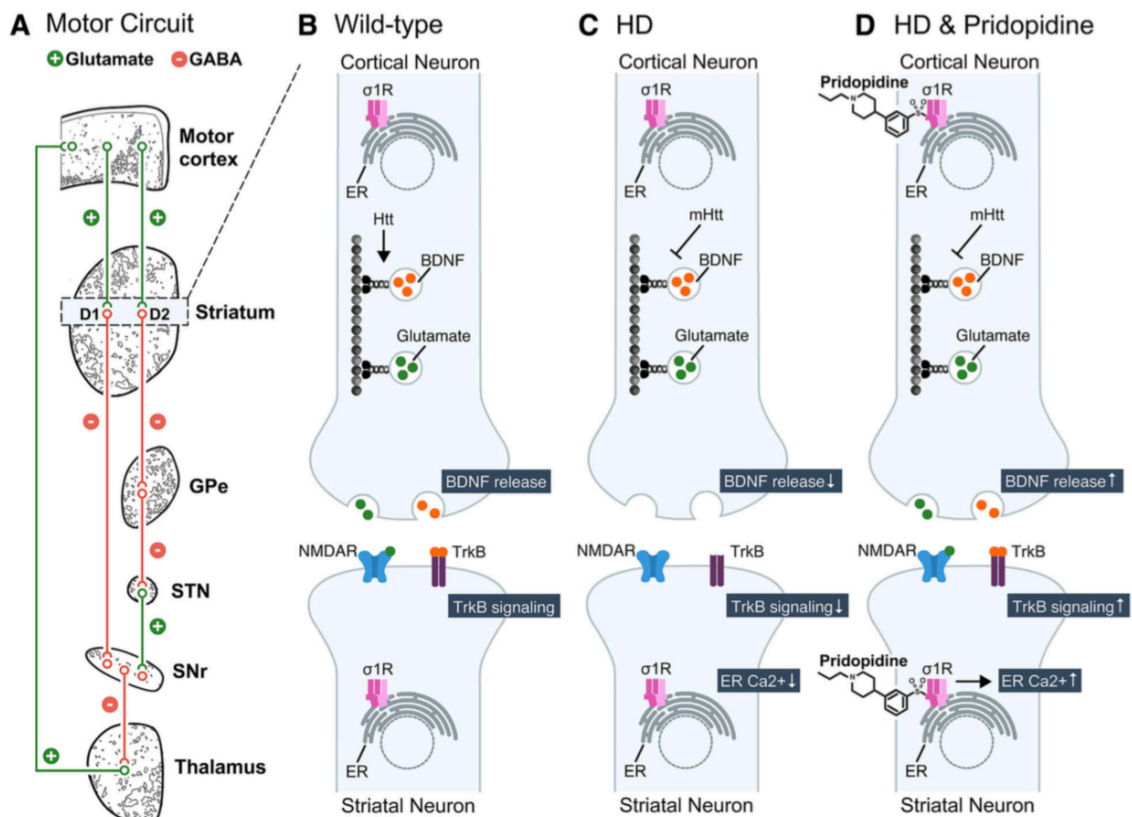 A Motor Circuit
+ Glutamate - GABA
Motor
cortex
+ +
D1 D2 Striatum
- -
GPe
-
STN
+
SNr
-
+
Thalamus
B Wild-type
Cortical Neuron
σ1R
ER
Htt
BDNF
Glutamate
BDNF release
NMDAR TrkB
TrkB signaling
σ1R
ER
Striatal Neuron
C HD
Cortical Neuron
σ1R
ER
mHtt
BDNF
Glutamate
BDNF release↓
NMDAR TrkB
TrkB signaling↓
σ1R
ER Ca2+↓
ER
Striatal Neuron
D HD & Pridopidine
Cortical Neuron
Pridopidine σ1R
N S O O
ER
mHtt
BDNF
Glutamate
BDNF release↑
NMDAR TrkB
TrkB signaling↑
Pridopidine σ1R
N S O O
ER Ca2+↑
ER
Striatal Neuron